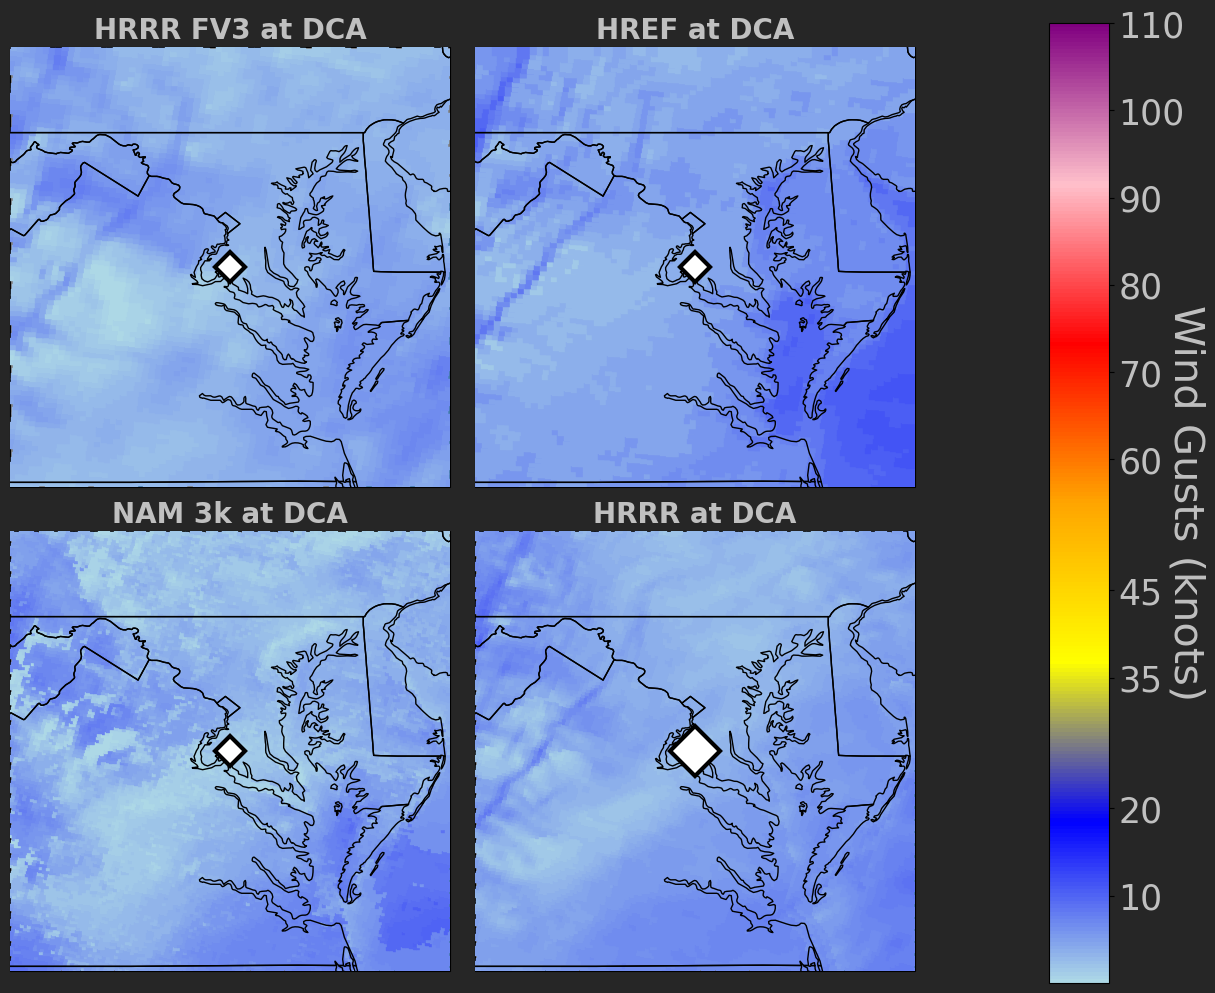 HRRR FV3 at DCA
HREF at DCA
NAM 3k at DCA
HRRR at DCA
110
100
90
80
70
60
45
35
20
10
Wind Gusts (knots)